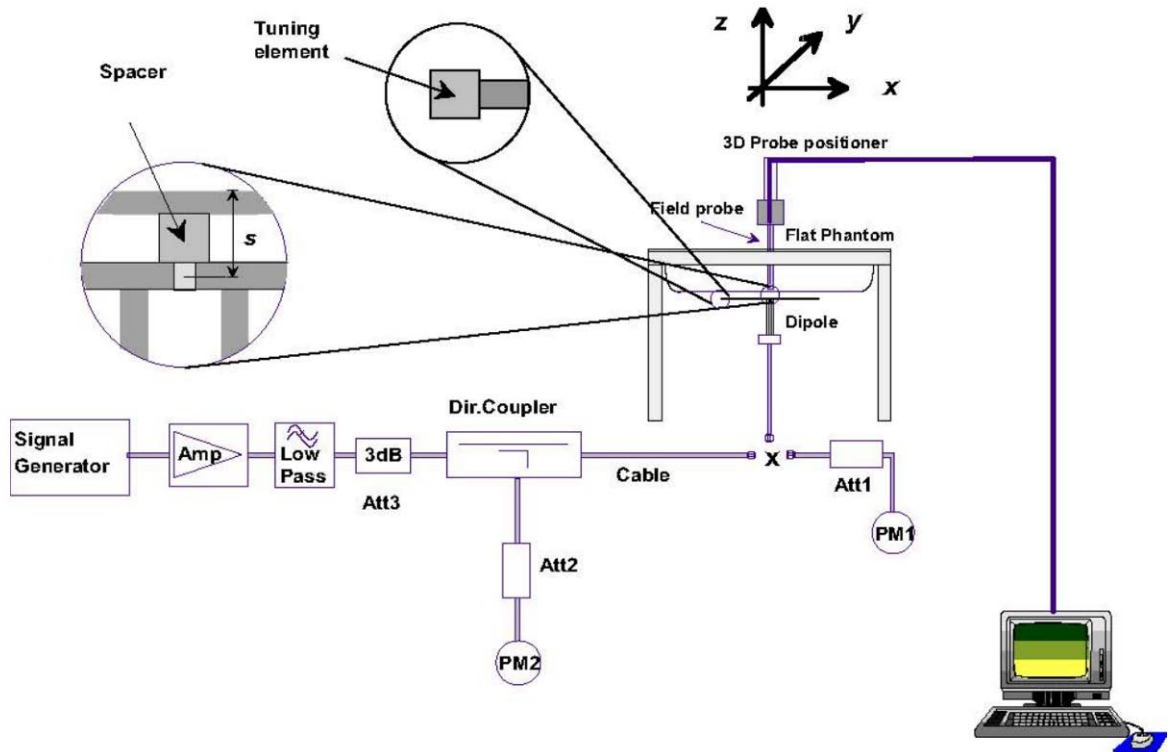 Tuning
element
Spacer
z
y
x
3D Probe positioner
s
Field probe
Flat Phantom
Dipole
Dir.Coupler
Signal
Generator
Amp
Low
Pass
3dB
Att3
Cable
x
Att1
PM1
Att2
PM2